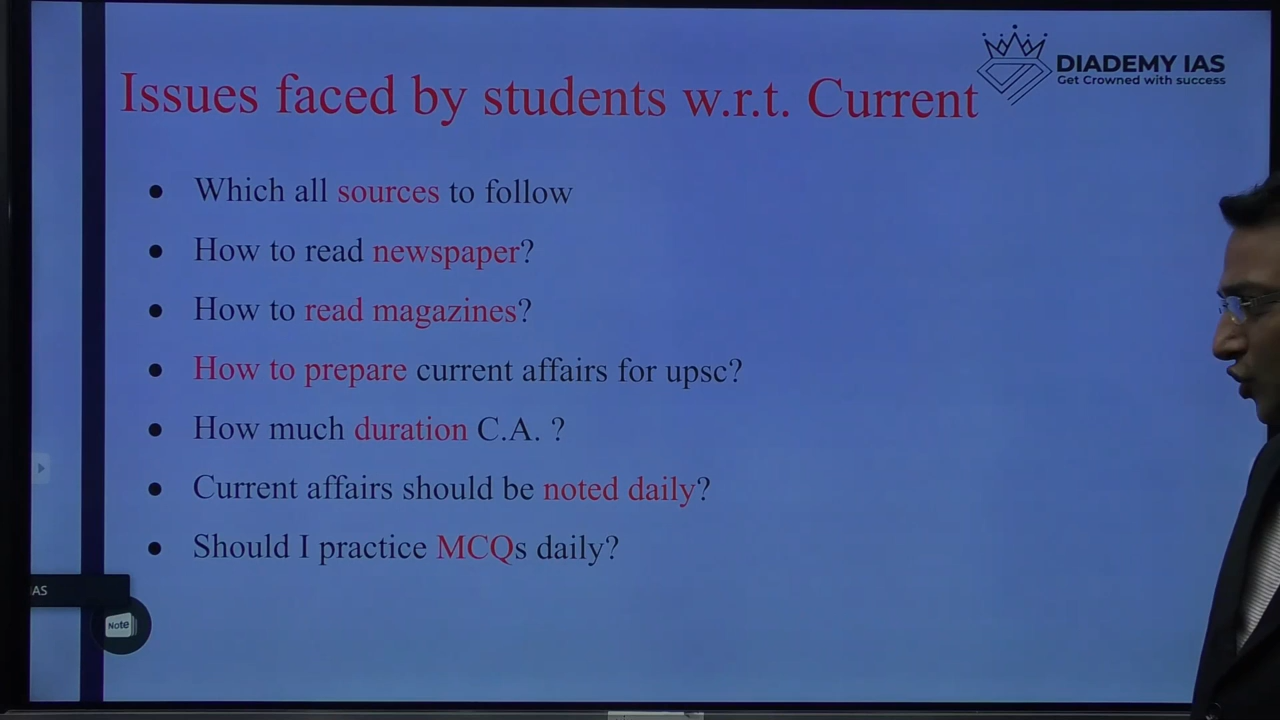 Issues faced by students w.r.t. Current
DIADEMY IAS
Get Crowned with success
● Which all sources to follow
● How to read newspaper?
● How to read magazines?
● How to prepare current affairs for upsc?
● How much duration C.A. ?
● Current affairs should be noted daily?
● Should I practice MCQs daily?
IAS
Note